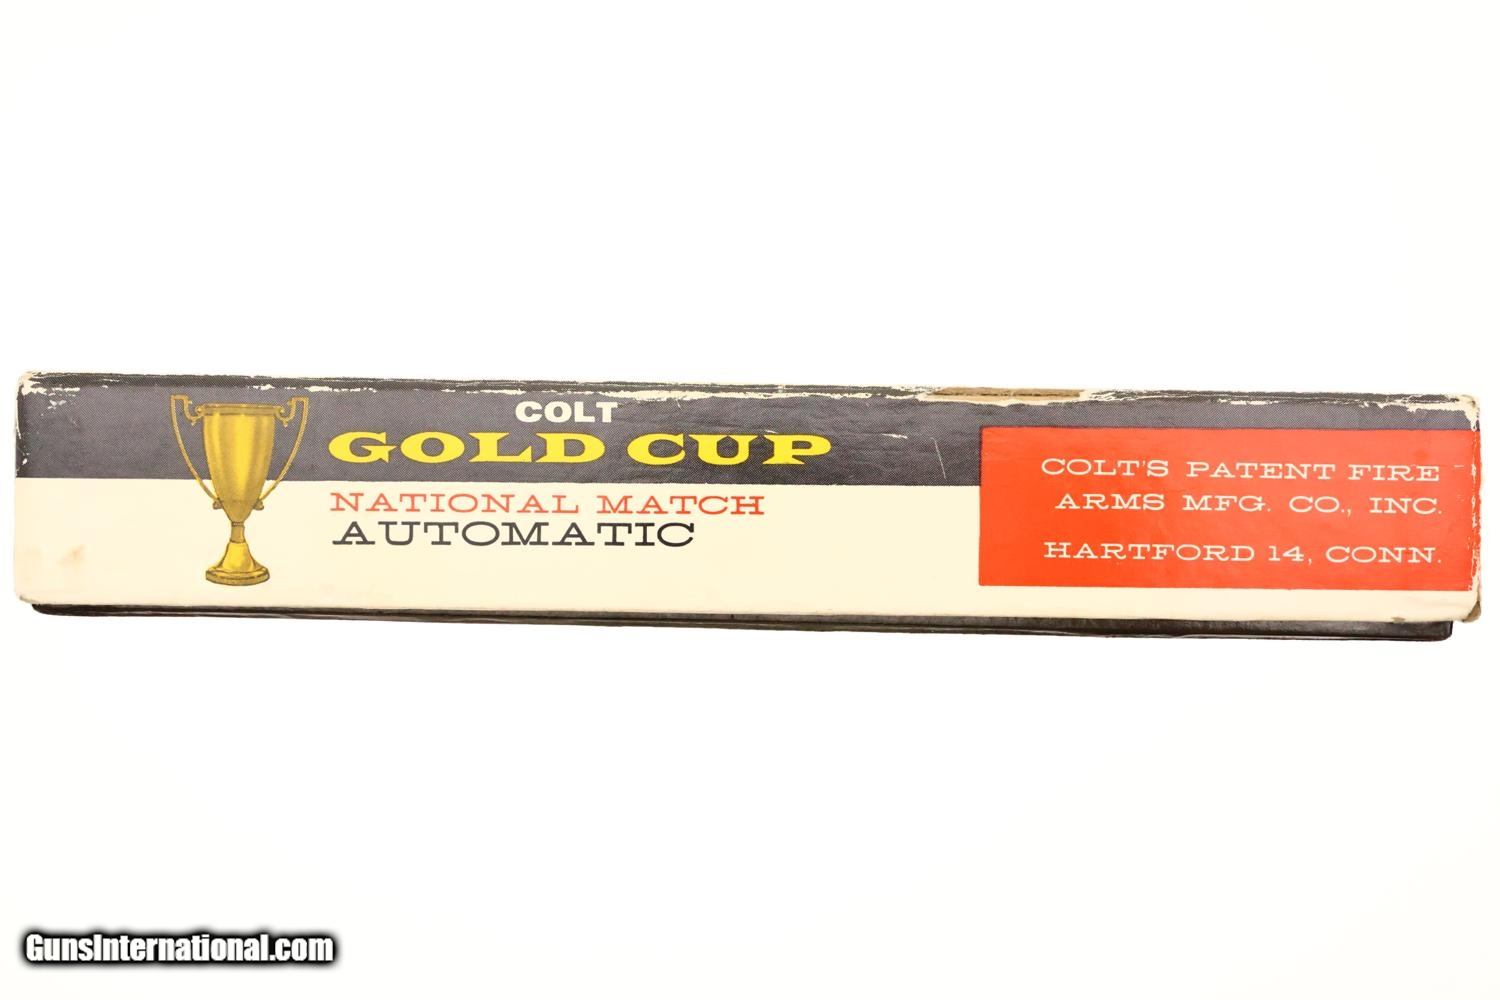 COLT
GOLD CUP
NATIONAL MATCH
AUTOMATIC
COLT'S PATENT FIRE
ARMS MFG. CO., INC.
HARTFORD 14, CONN.
GunsInternational.com